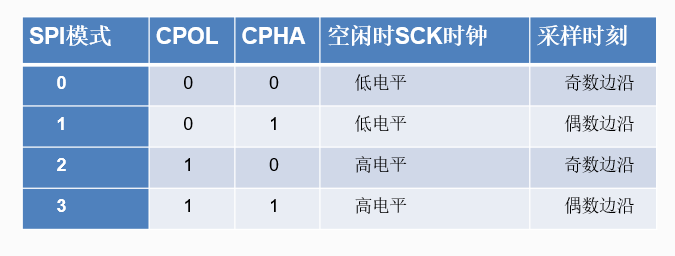 SPI模式 CPOL CPHA 空闲时SCK时钟 采样时刻
0 0 0 低电平 奇数边沿
1 0 1 低电平 偶数边沿
2 1 0 高电平 奇数边沿
3 1 1 高电平 偶数边沿